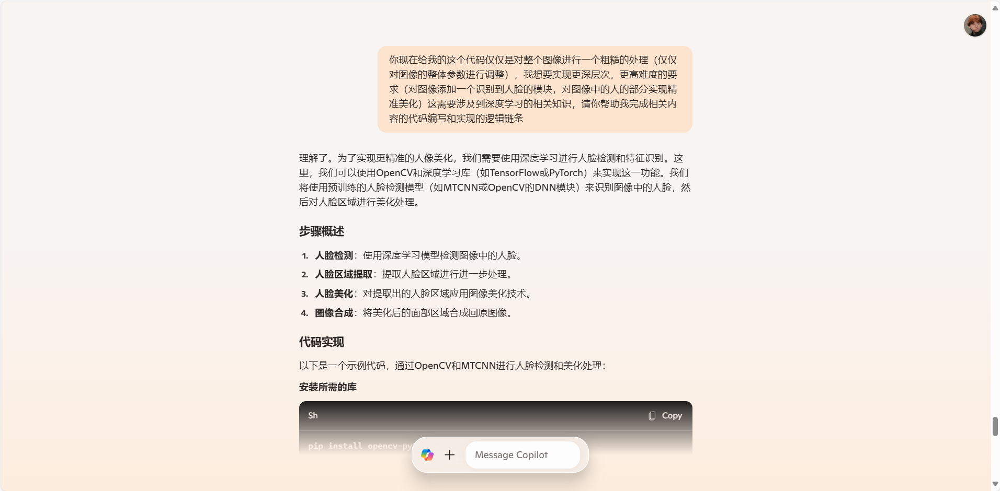 你现在给我的这个代码仅仅是对整个图像进行一个粗糙的处理（仅仅
对图像的整体参数进行调整），我想要实现更深层次，更高难度的要
求（对图像添加一个识别到人脸的模块，对图像中的人的部分实现精
准美化）这需要涉及到深度学习的相关知识，请你帮助我完成相关内
容的代码编写和实现的逻辑链条
理解了。为了实现更精准的人像美化，我们需要使用深度学习进行人脸检测和特征识别。这
里，我们可以使用OpenCV和深度学习库（如TensorFlow或PyTorch）来实现这一功能。我们
将使用预训练的人脸检测模型（如MTCNN或OpenCV的DNN模块）来识别图像中的人脸，然
后对人脸区域进行美化处理。
步骤概述
1. 人脸检测：使用深度学习模型检测图像中的人脸。
2. 人脸区域提取：提取人脸区域进行进一步处理。
3. 人脸美化：对提取出的人脸区域应用图像美化技术。
4. 图像合成：将美化后的面部区域合成回原图像。
代码实现
以下是一个示例代码，通过OpenCV和MTCNN进行人脸检测和美化处理：
安装所需的库
Sh Copy
pip install opencv-py
Message Copilot